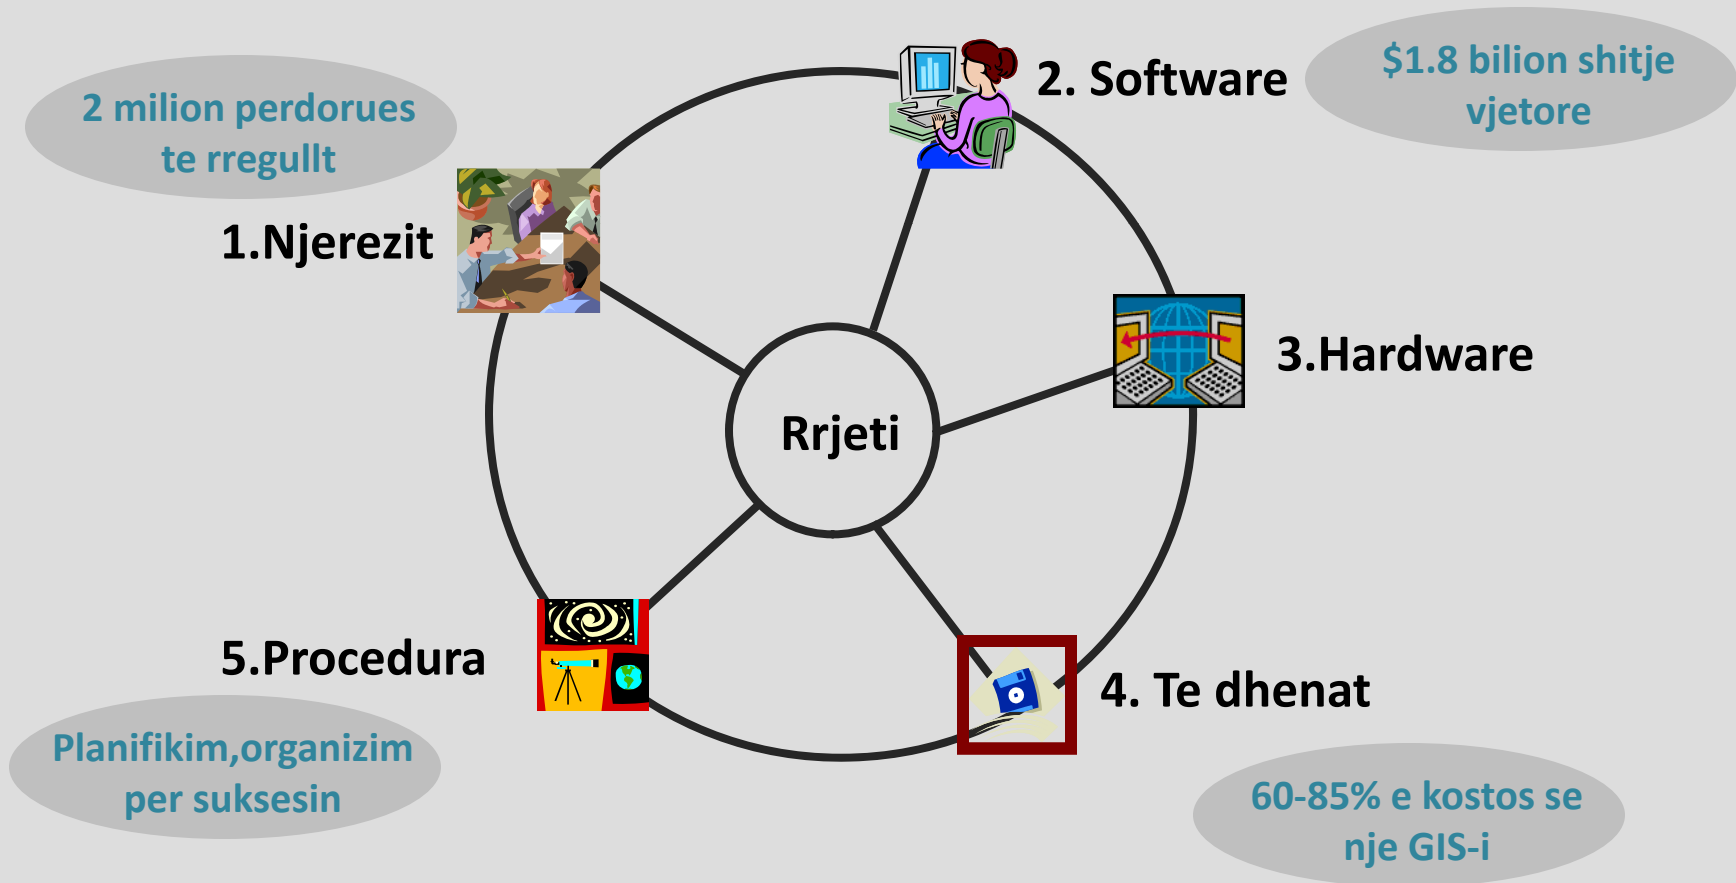 2 milion perdorues
te rregullt
1.Njerezit
2. Software
$1.8 bilion shitje
vjetore
3.Hardware
Rrjeti
4. Te dhenat
60-85% e kostos se
nje GIS-i
5.Procedura
Planifikim,organizim
per suksesin